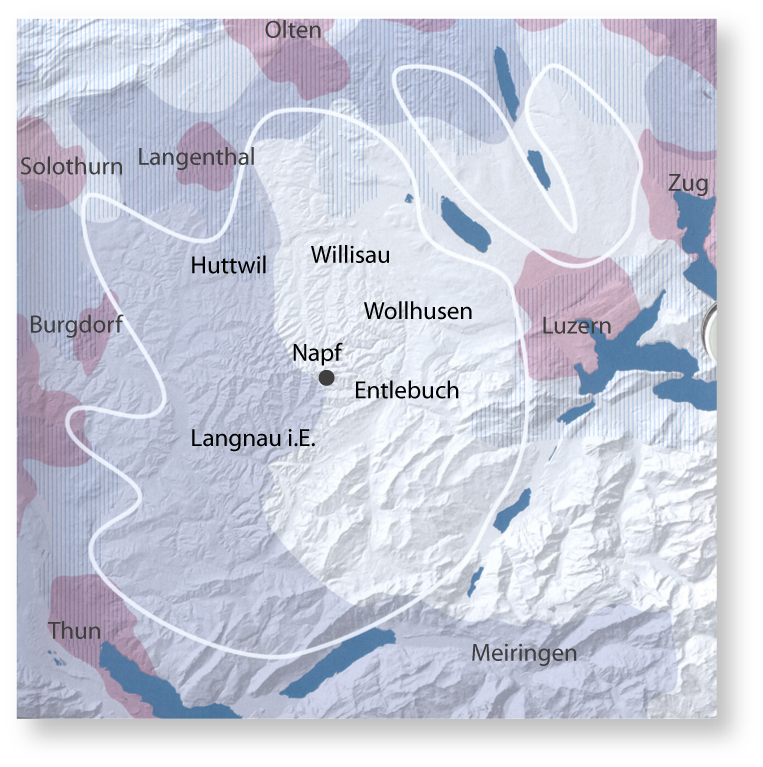 Olten
Langenthal
Solothurn
Zug
Willisau
Huttwil
Wollhusen
Burgdorf
Luzern
Napf
Entlebuch
Langnau i.E.
Thun
Meiringen